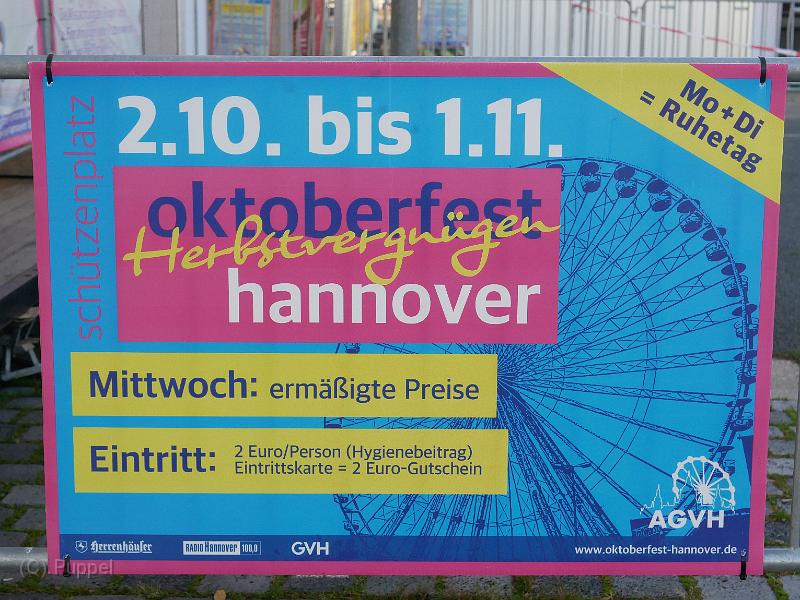 schützenplatz
2.10. bis 1.11.
Mo+Di
= Ruhetag
oktoberfest
Herbstvergnügen
hannover
Mittwoch: ermäßigte Preise
Eintritt: 2 Euro/Person (Hygienebeitrag)
Eintrittskarte = 2 Euro-Gutschein
AGVH
Herrenhäuser
RADIO Hannover 100,0
GVH
www.oktoberfest-hannover.de
(C) Puppel